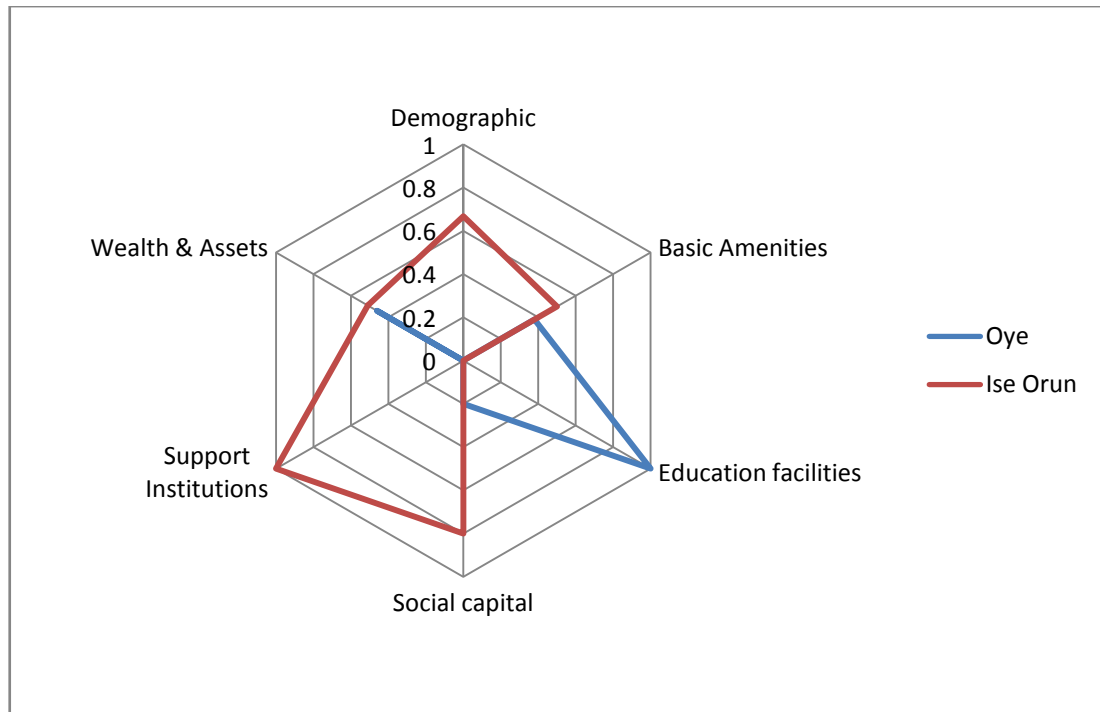 Demographic
1
0.8
0.6
0.4
0.2
0
Wealth & Assets
Basic Amenities
Support
Institutions
Education facilities
Social capital
Oye
Ise Orun